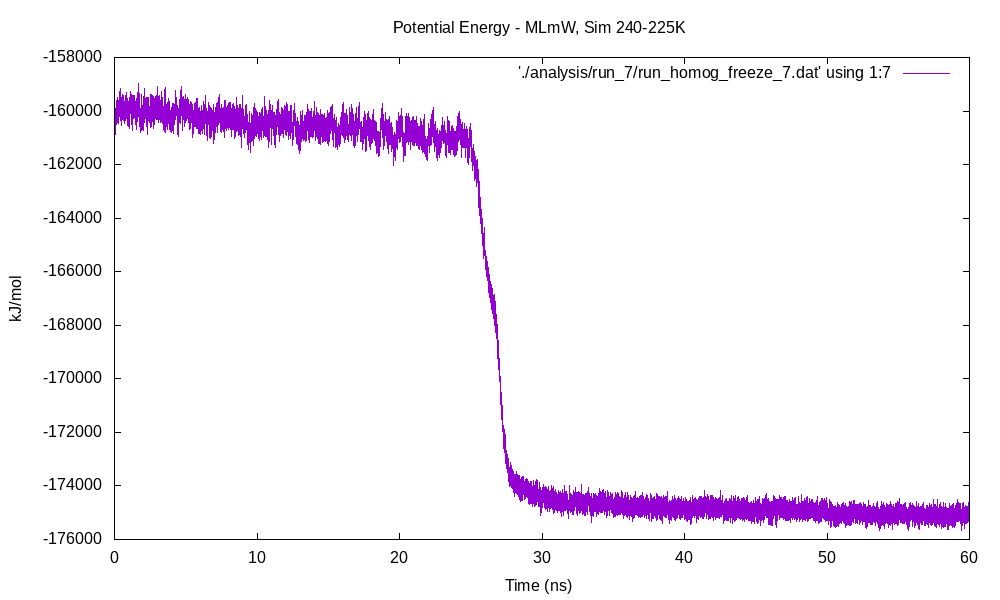 Potential Energy - MLmW, Sim 240-225K
'./analysis/run_7/run_homog_freeze_7.dat' using 1:7
-158000
-160000
-162000
-164000
-166000
-168000
-170000
-172000
-174000
-176000
kJ/mol
0 10 20 30 40 50 60
Time (ns)